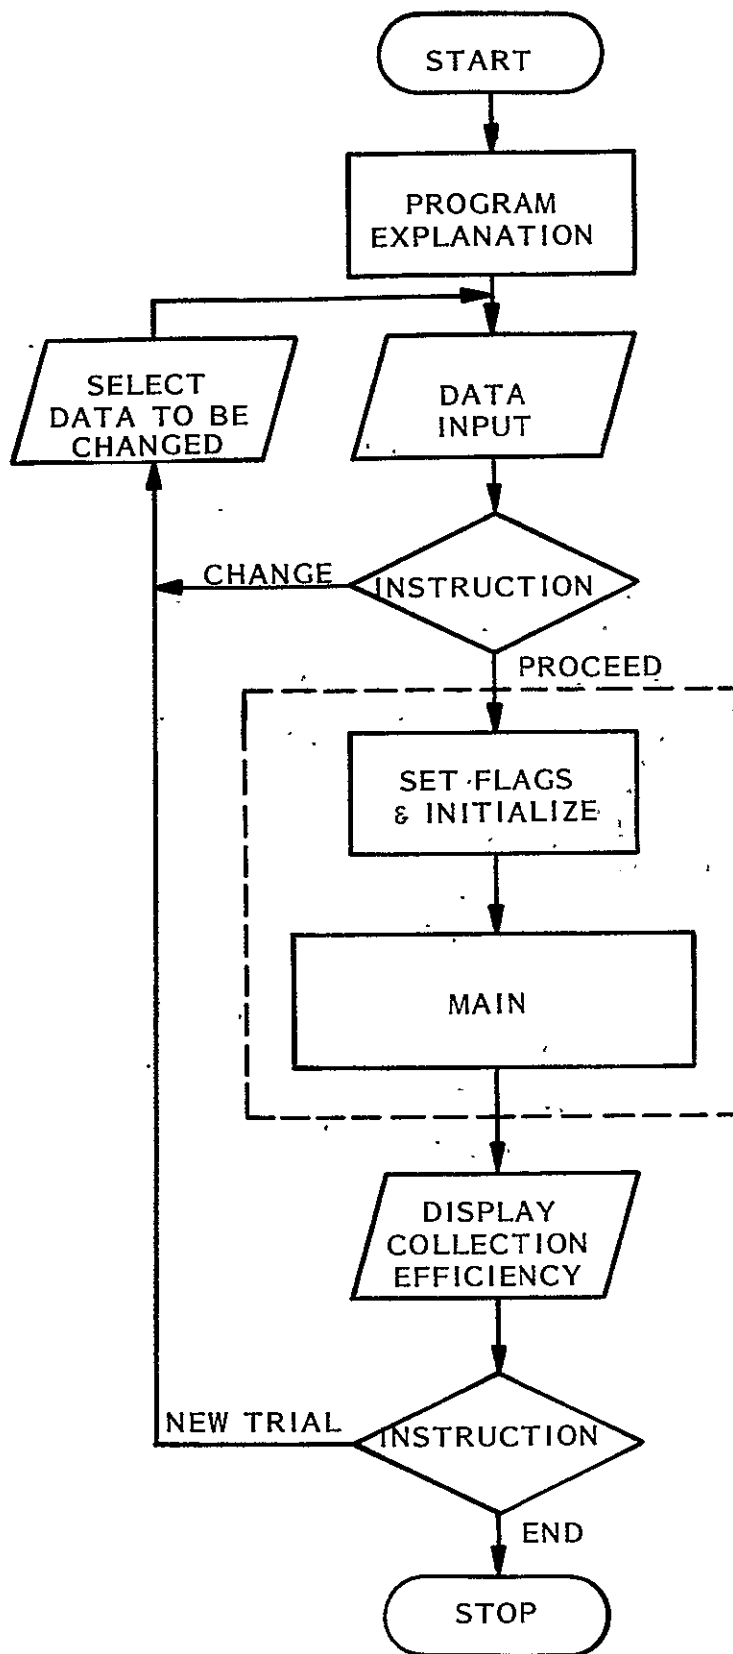 START
PROGRAM
EXPLANATION
SELECT
DATA TO BE
CHANGED
DATA
INPUT
CHANGE
INSTRUCTION
PROCEED
SET FLAGS
& INITIALIZE
MAIN
DISPLAY
COLLECTION
EFFICIENCY
NEW TRIAL
INSTRUCTION
END
STOP